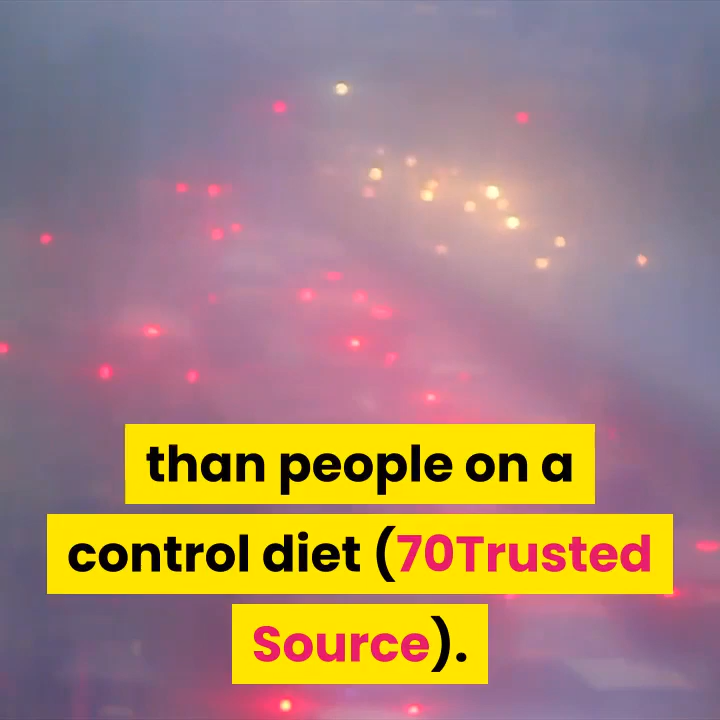 than people on a
control diet (70Trusted
Source).